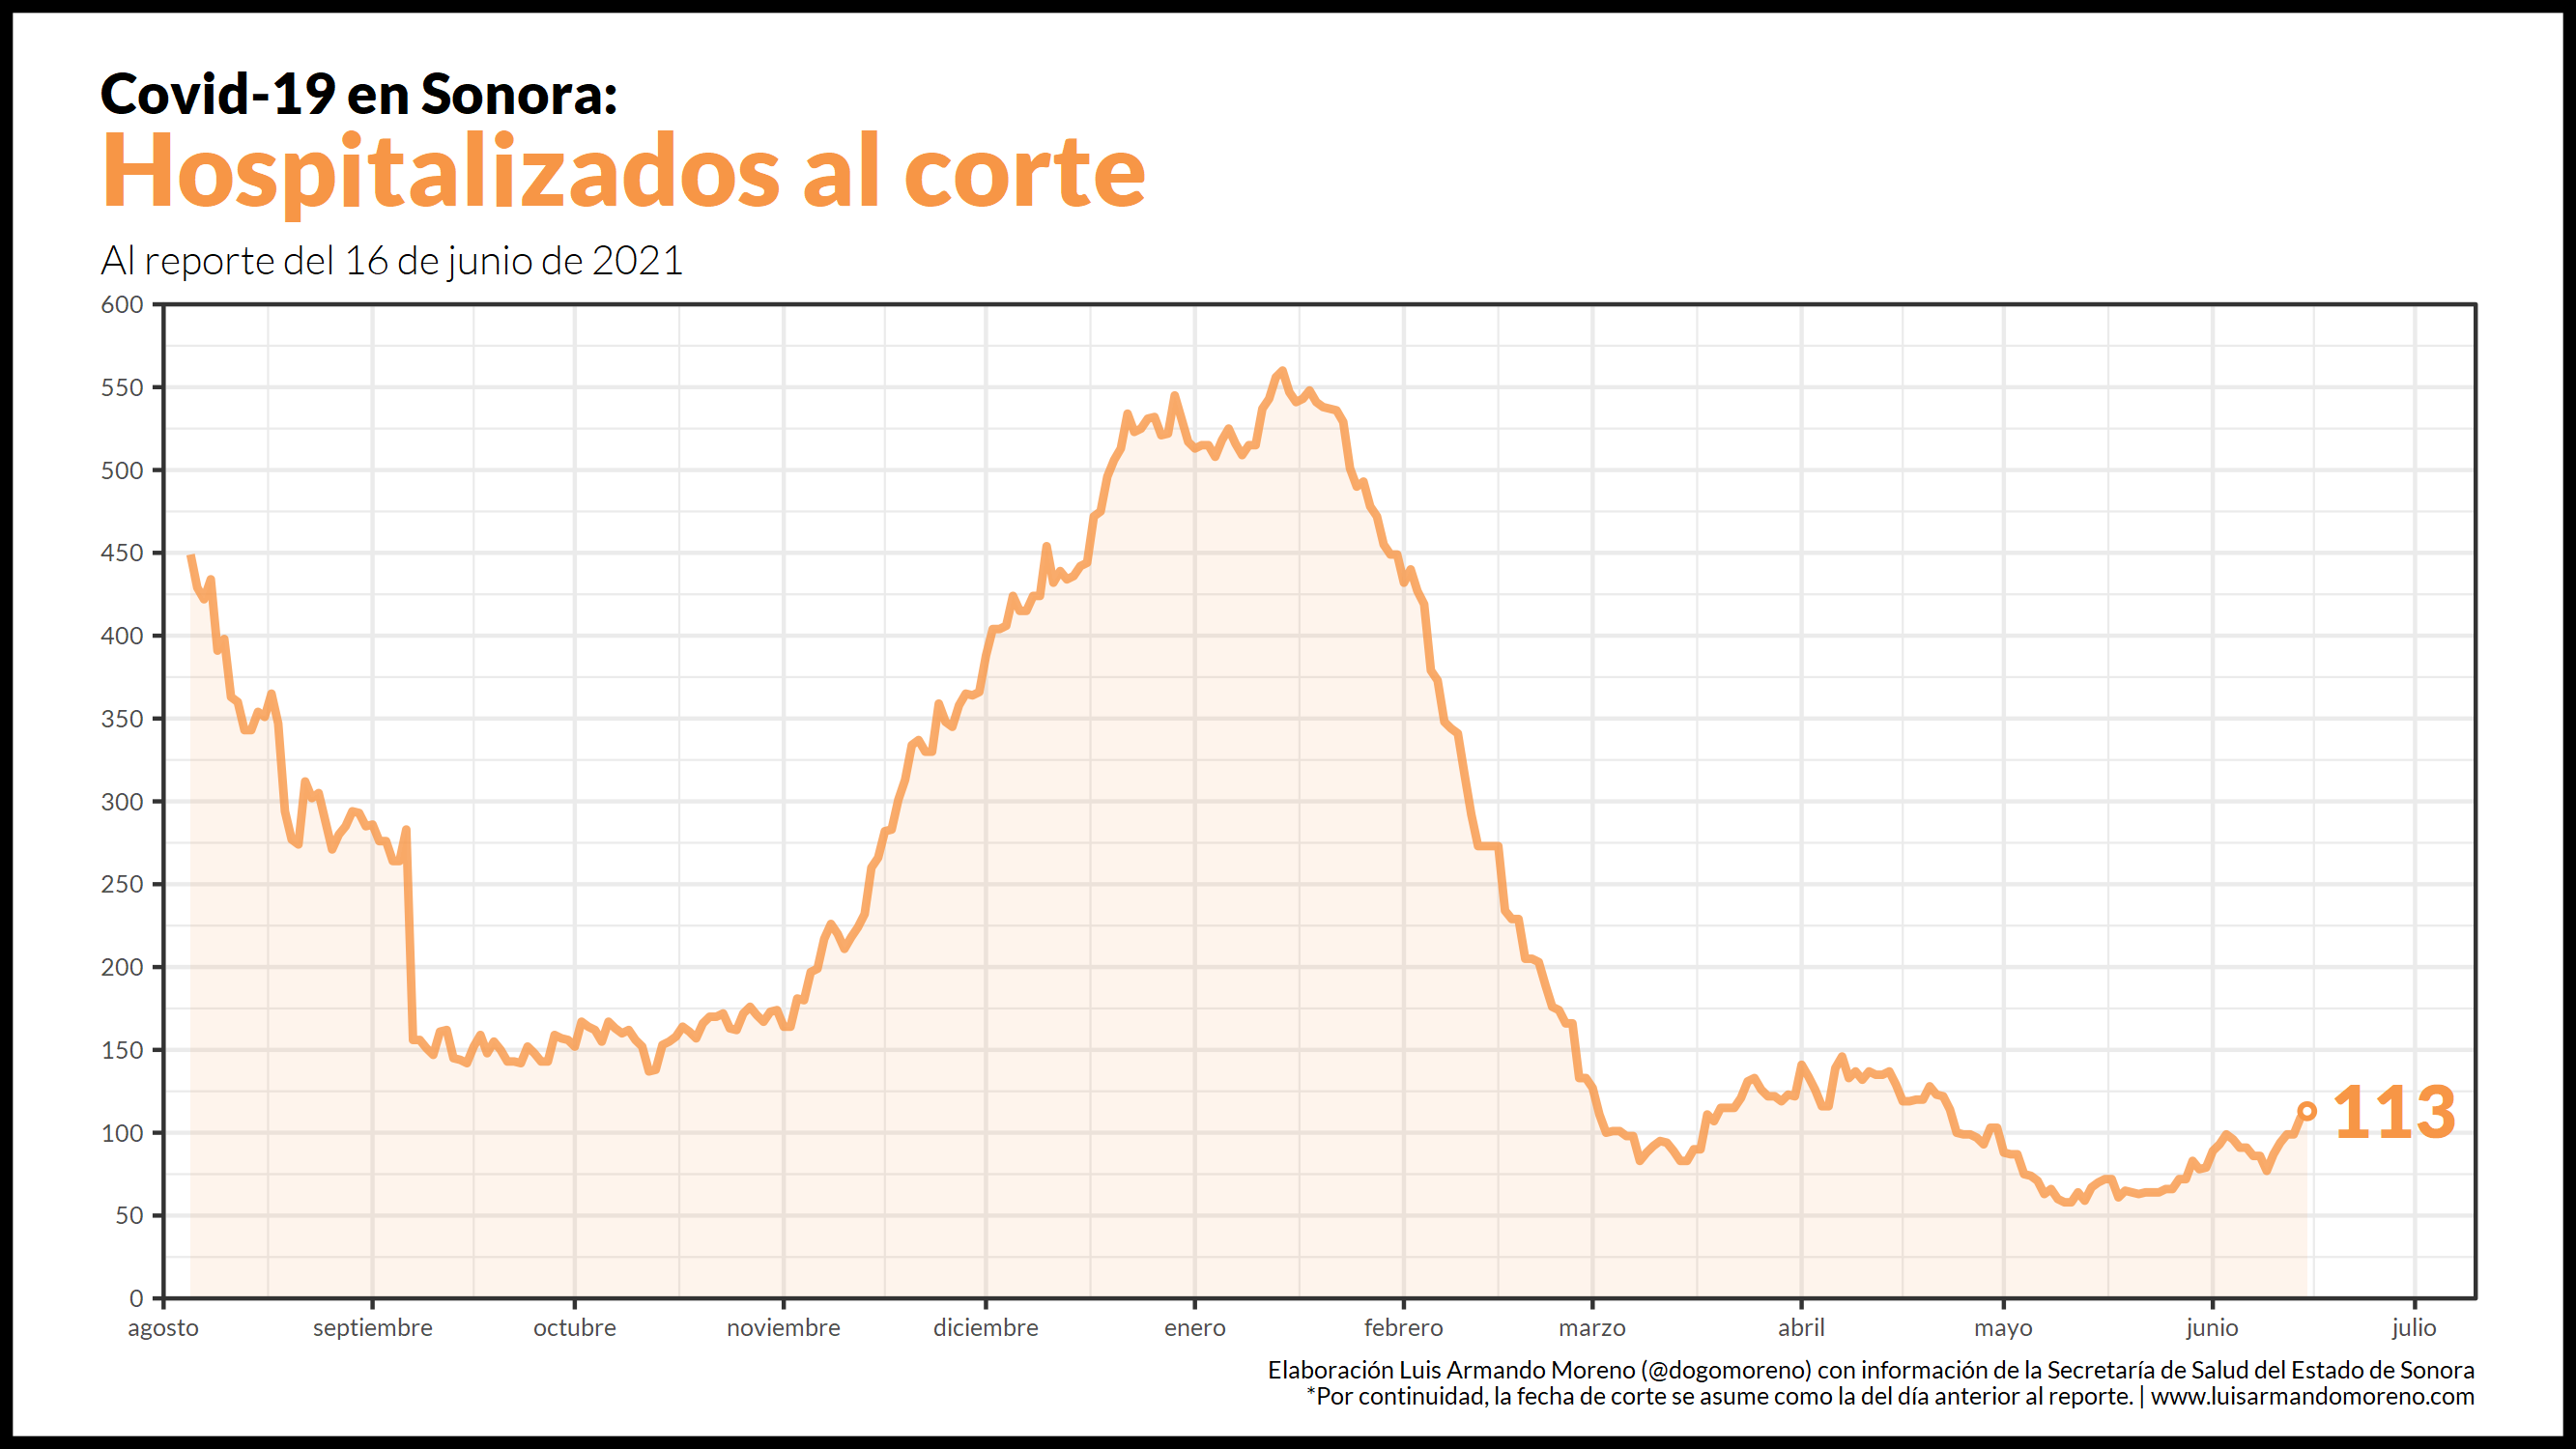 Covid-19 en Sonora:
Hospitalizados al corte
Al reporte del 16 de junio de 2021
600
550
500
450
400
350
300
250
200
150
100
50
0
113
agosto septiembre octubre noviembre diciembre enero febrero marzo abril mayo junio julio
Elaboración Luis Armando Moreno (@dogomoreno) con información de la Secretaría de Salud del Estado de Sonora
*Por continuidad, la fecha de corte se asume como la del día anterior al reporte. | www.luisarmandomoreno.com